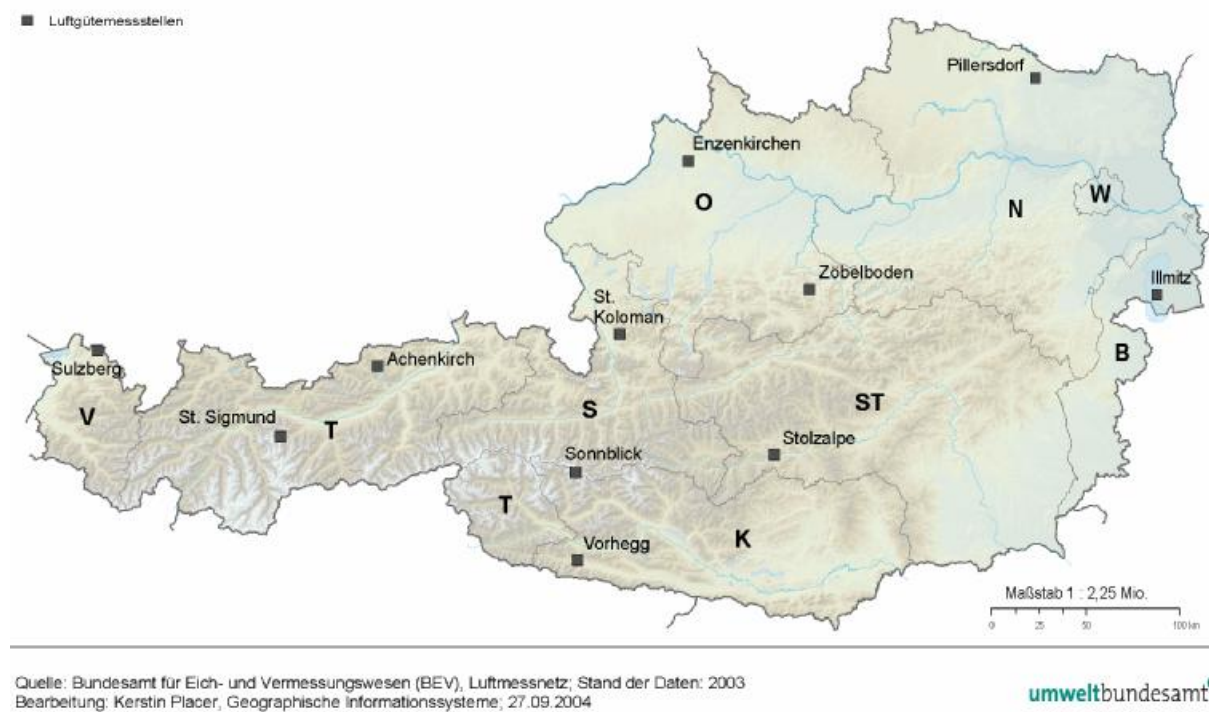 Luftgütemessstellen
Pillersdorf
Enzenkirchen
O
N
W
Zöbelboden
Illmitz
St.
Koloman
B
Sulzberg
Achenkirch
V
St. Sigmund
T
S
ST
Sonnblick
Stolzalpe
T
K
Vorhegg
Maßstab 1 : 2,25 Mio.
0 25 50 100 km
Quelle: Bundesamt für Eich- und Vermessungswesen (BEV), Luftmessnetz; Stand der Daten: 2003
Bearbeitung: Kerstin Placer, Geographische Informationssysteme; 27.09.2004
umweltbundesamt